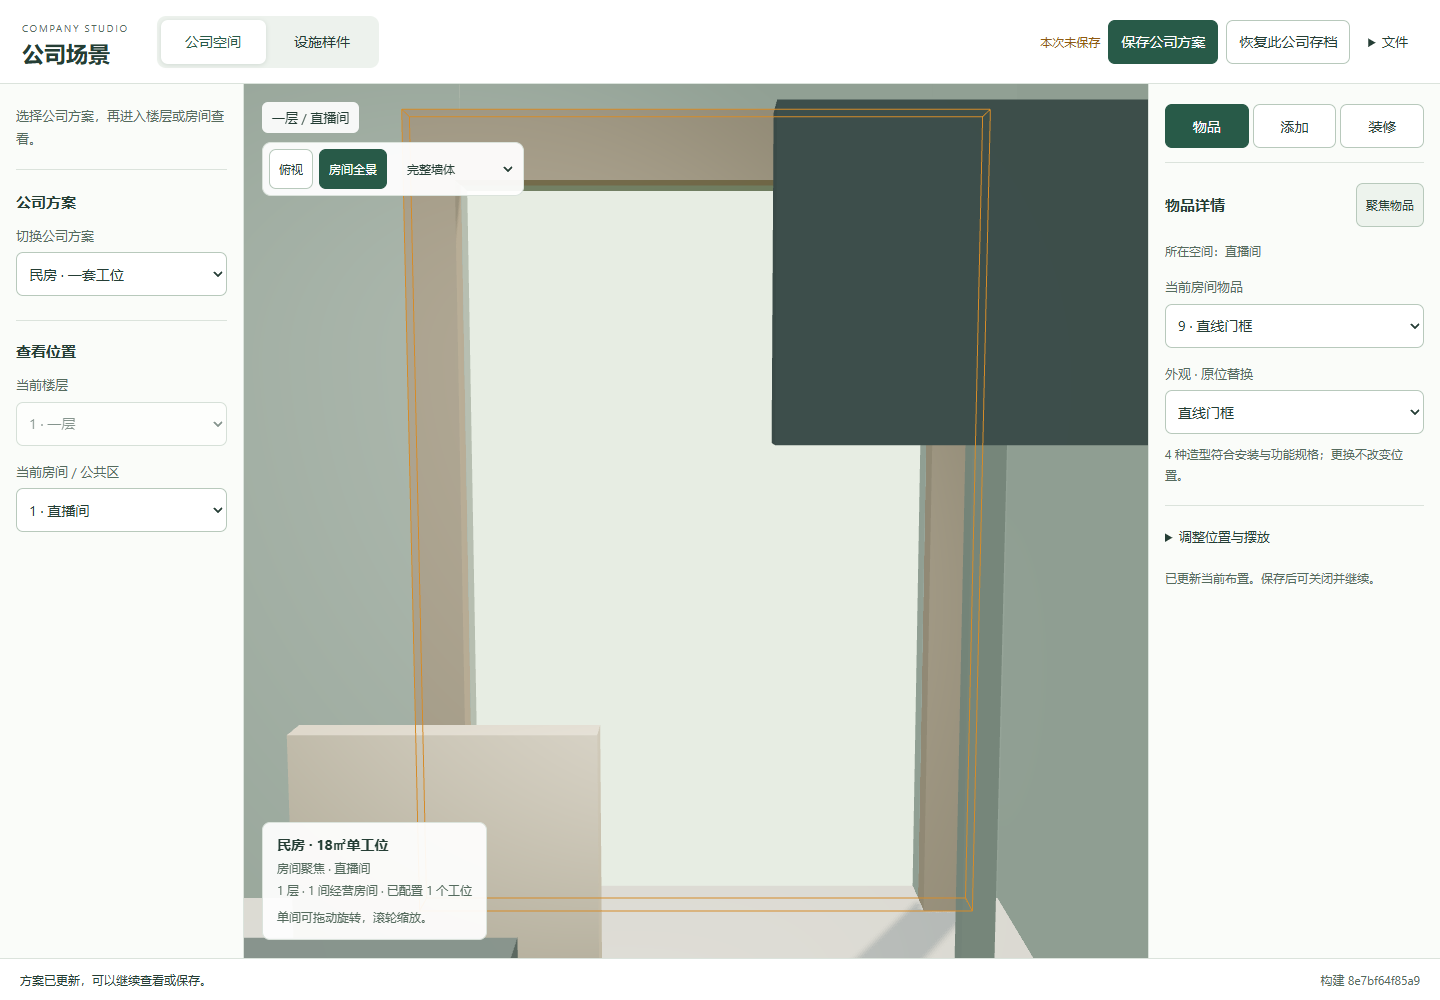 COMPANY STUDIO
公司场景
公司空间
设施样件
本次未保存
保存公司方案
恢复此公司存档
▶ 文件
选择公司方案，再进入楼层或房间查
看。
公司方案
切换公司方案
民房 · 一套工位
查看位置
当前楼层
1 · 一层
当前房间 / 公共区
1 · 直播间
一层 / 直播间
俯视
房间全景
完整墙体
民房 · 18㎡单工位
房间聚焦 · 直播间
1 层 · 1 间经营房间 · 已配置 1 个工位
单间可拖动旋转，滚轮缩放。
物品
添加
装修
物品详情
聚焦物品
所在空间：直播间
当前房间物品
9 · 直线门框
外观 · 原位替换
直线门框
4 种造型符合安装与功能规格；更换不改变位
置。
▶ 调整位置与摆放
已更新当前布置。保存后可关闭并继续。
方案已更新，可以继续查看或保存。
构建 8e7bf64f85a9